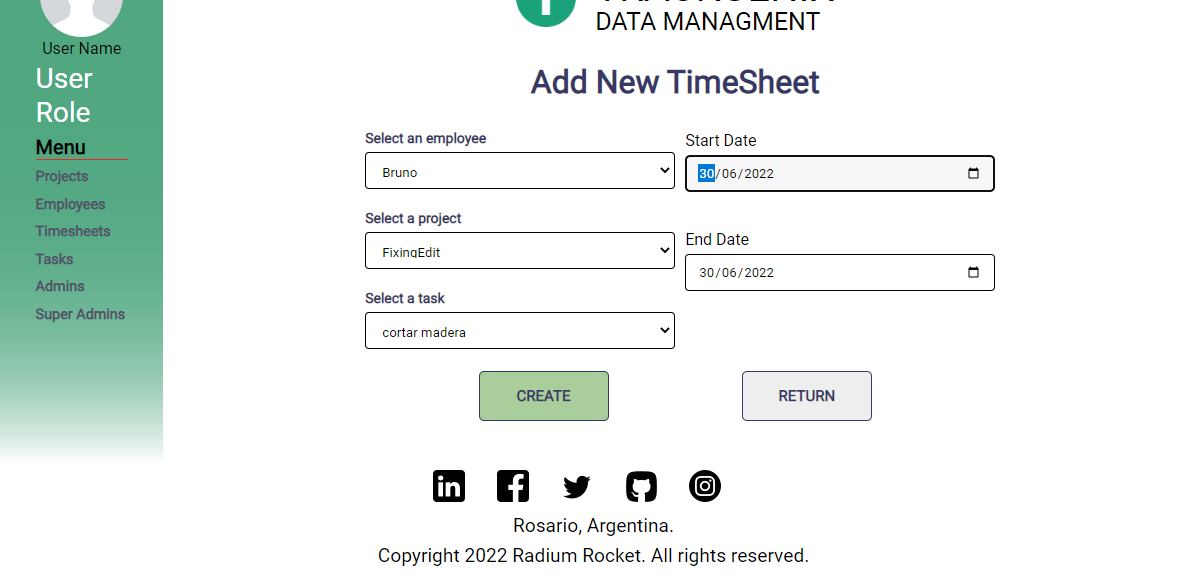 User Name
User
Role
Menu
Projects
Employees
Timesheets
Tasks
Admins
Super Admins
DATA MANAGMENT
Add New TimeSheet
Select an employee
Bruno
Start Date
30/06/2022
Select a project
FixingEdit
End Date
30/06/2022
Select a task
cortar madera
CREATE
RETURN
in
Rosario, Argentina.
Copyright 2022 Radium Rocket. All rights reserved.